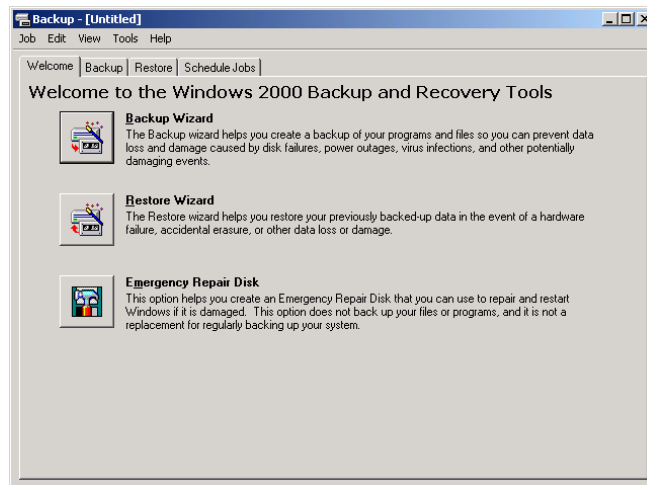 Backup - [Untitled]
Job Edit View Tools Help
Welcome Backup Restore Schedule Jobs
Welcome to the Windows 2000 Backup and Recovery Tools
Backup Wizard
The Backup wizard helps you create a backup of your programs and files so you can prevent data
loss and damage caused by disk failures, power outages, virus infections, and other potentially
damaging events.
Restore Wizard
The Restore wizard helps you restore your previously backed-up data in the event of a hardware
failure, accidental erasure, or other data loss or damage.
Emergency Repair Disk
This option helps you create an Emergency Repair Disk that you can use to repair and restart
Windows if it is damaged. This option does not back up your files or programs, and it is not a
replacement for regularly backing up your system.